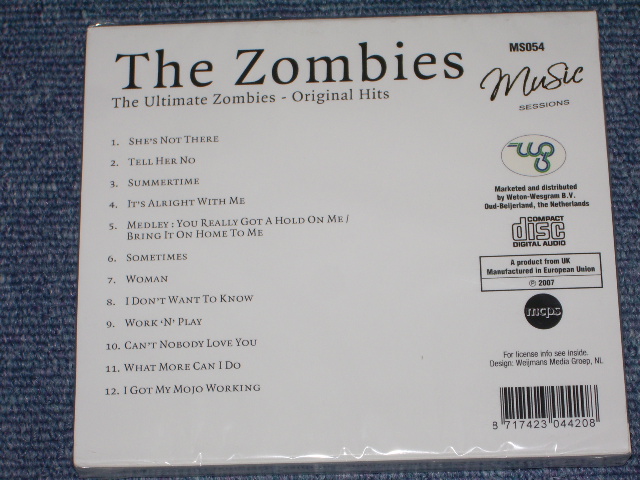 The Zombies
The Ultimate Zombies - Original Hits
1. She's Not There
2. Tell Her No
3. Summertime
4. It's Alright With Me
5. Medley : You Really Got A Hold On Me /
Bring It On Home To Me
6. Sometimes
7. Woman
8. I Don't Want To Know
9. Work 'N' Play
10. Can't Nobody Love You
11. What More Can I Do
12. I Got My Mojo Working
MS054
Music
SESSIONS
Marketed and distributed
by Weton-Wesgram B.V.
Oud-Beijerland, the Netherlands
COMPACT
disc
DIGITAL AUDIO
A product from UK
Manufactured in European Union
℗ 2007
mcps
For license info see inside.
Design: Weijmans Media Groep, NL
8 717423 044208